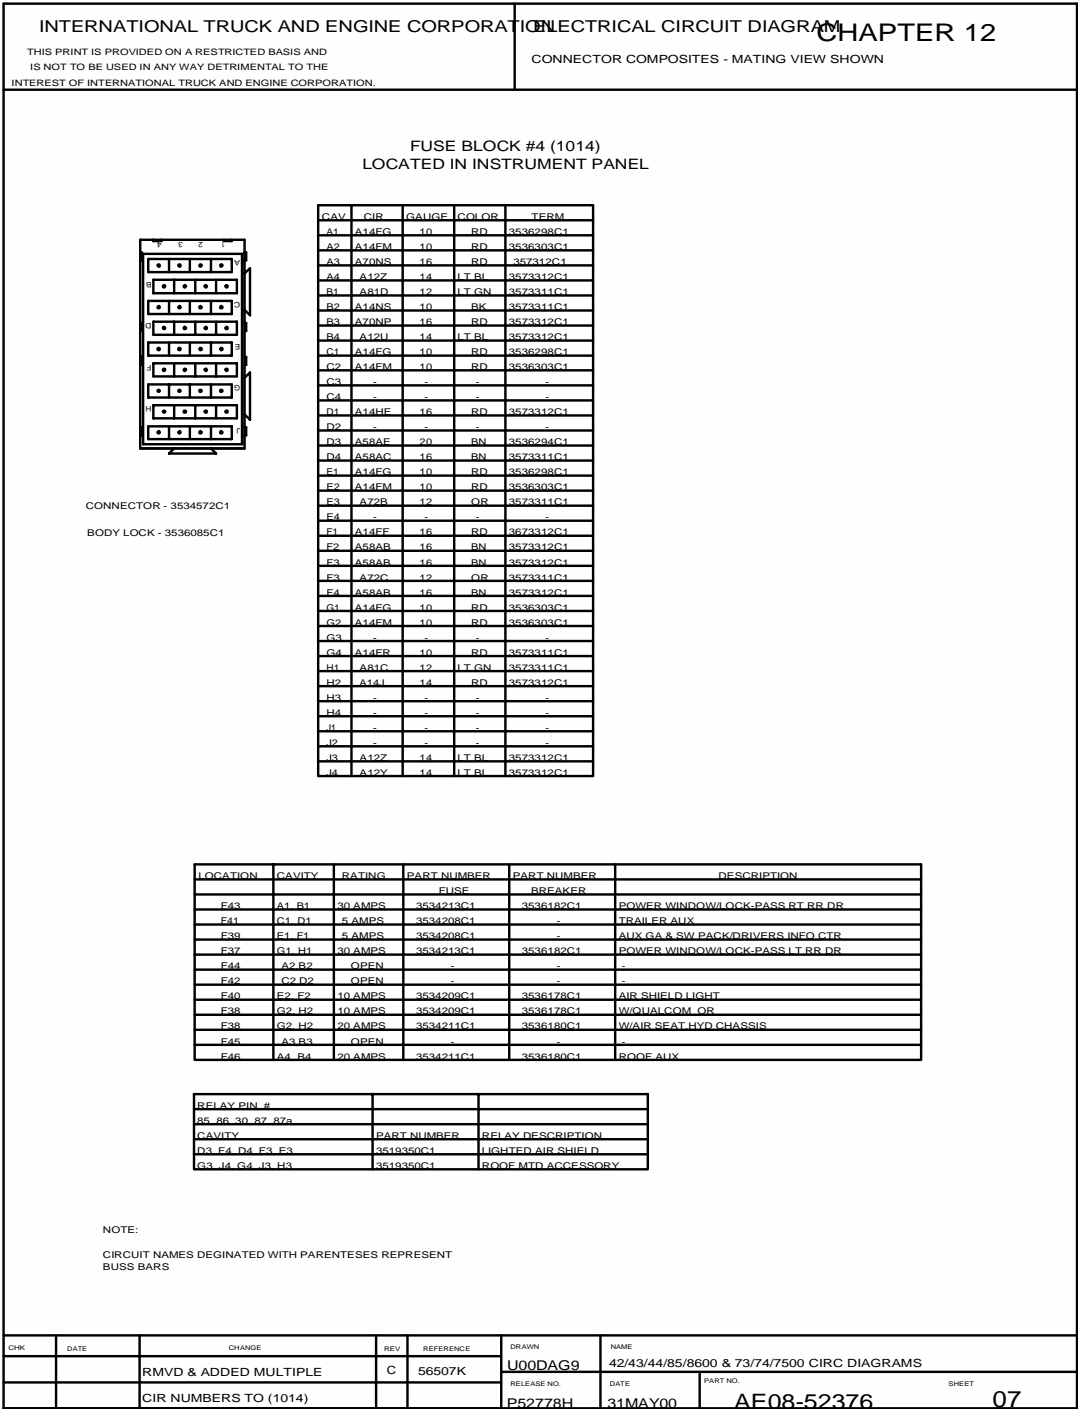 INTERNATIONAL TRUCK AND ENGINE CORPORATION
THIS PRINT IS PROVIDED ON A RESTRICTED BASIS AND
IS NOT TO BE USED IN ANY WAY DETRIMENTAL TO THE
INTEREST OF INTERNATIONAL TRUCK AND ENGINE CORPORATION.
ELECTRICAL CIRCUIT DIAGRAM
CHAPTER 12
CONNECTOR COMPOSITES - MATING VIEW SHOWN
FUSE BLOCK #4 (1014)
LOCATED IN INSTRUMENT PANEL
4 3 2 1
A
B
C
D
E
F
G
H
J
CONNECTOR - 3534572C1
BODY LOCK - 3536085C1
CAV CIR GAUGE COLOR TERM
A1 A14FG 10 RD 3536298C1
A2 A14FM 10 RD 3536303C1
A3 A70NS 16 RD 357312C1
A4 A12Z 14 LT BL 3573312C1
B1 A81D 12 LT GN 3573311C1
B2 A14NS 10 BK 3573311C1
B3 A70NP 16 RD 3573312C1
B4 A12U 14 LT BL 3573312C1
C1 A14FG 10 RD 3536298C1
C2 A14FM 10 RD 3536303C1
C3 - - - -
C4 - - - -
D1 A14HE 16 RD 3573312C1
D2 - - - -
D3 A58AE 20 BN 3536294C1
D4 A58AC 16 BN 3573311C1
E1 A14FG 10 RD 3536298C1
E2 A14FM 10 RD 3536303C1
E3 A72B 12 OR 3573311C1
E4 - - - -
F1 A14FF 16 RD 3673312C1
F2 A58AB 16 BN 3573312C1
F3 A58AB 16 BN 3573312C1
F3 A72C 12 OR 3573311C1
F4 A58AB 16 BN 3573312C1
G1 A14FG 10 RD 3536303C1
G2 A14FM 10 RD 3536303C1
G3 - - - -
G4 A14FR 10 RD 3573311C1
H1 A81C 12 LT GN 3573311C1
H2 A14J 14 RD 3573312C1
H3 - - - -
H4 - - - -
J1 - - - -
J2 - - - -
J3 A12Z 14 LT BL 3573312C1
J4 A12Y 14 LT BL 3573312C1
LOCATION CAVITY RATING PART NUMBER PART NUMBER DESCRIPTION
FUSE BREAKER
F43 A1, B1 30 AMPS 3534213C1 3536182C1 POWER WINDOW/LOCK-PASS RT RR DR
F41 C1, D1 5 AMPS 3534208C1 - TRAILER AUX
F39 E1, F1 5 AMPS 3534208C1 - AUX GA & SW PACK/DRIVERS INFO CTR
F37 G1, H1 30 AMPS 3534213C1 3536182C1 POWER WINDOW/LOCK-PASS LT RR DR
F44 A2,B2 OPEN - - -
F42 C2,D2 OPEN - - -
F40 E2, F2 10 AMPS 3534209C1 3536178C1 AIR SHIELD LIGHT
F38 G2, H2 10 AMPS 3534209C1 3536178C1 W/QUALCOM OR
F38 G2, H2 20 AMPS 3534211C1 3536180C1 W/AIR SEAT,HYD CHASSIS
F45 A3,B3 OPEN - - -
F46 A4, B4 20 AMPS 3534211C1 3536180C1 ROOF AUX
RELAY PIN #
85, 86, 30, 87, 87a
CAVITY PART NUMBER RELAY DESCRIPTION
D3, F4, D4, F3, E3 3519350C1 LIGHTED AIR SHIELD
G3, J4, G4, J3, H3 3519350C1 ROOF MTD ACCESSORY
NOTE:
CIRCUIT NAMES DEGINATED WITH PARENTESES REPRESENT
BUSS BARS
CHK DATE CHANGE REV REFERENCE DRAWN NAME
RMVD & ADDED MULTIPLE C 56507K U00DAG9 42/43/44/85/8600 & 73/74/7500 CIRC DIAGRAMS
CIR NUMBERS TO (1014) RELEASE NO. DATE PART NO. SHEET
P52778H 31MAY00 AE08-52376 07